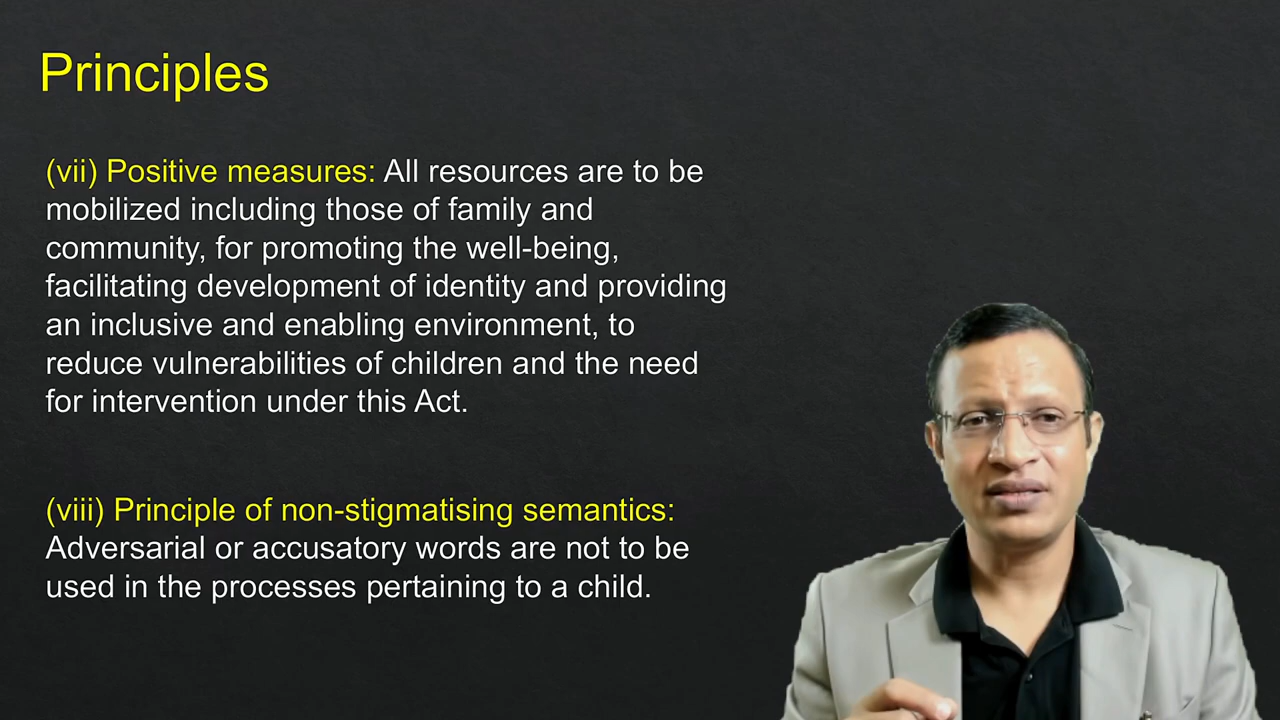 Principles
(vii) Positive measures: All resources are to be
mobilized including those of family and
community, for promoting the well-being,
facilitating development of identity and providing
an inclusive and enabling environment, to
reduce vulnerabilities of children and the need
for intervention under this Act.
(viii) Principle of non-stigmatising semantics:
Adversarial or accusatory words are not to be
used in the processes pertaining to a child.